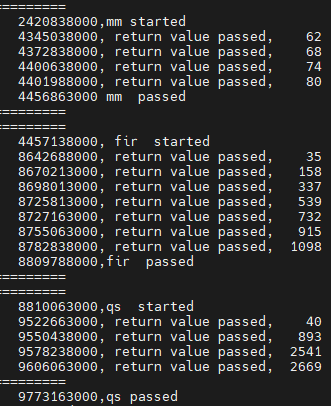 =========
2420838000,mm started
4345038000, return value passed,    62
4372838000, return value passed,    68
4400638000, return value passed,    74
4401988000, return value passed,    80
4456863000 mm  passed
=========
=========
4457138000, fir  started
8642688000, return value passed,    35
8670213000, return value passed,   158
8698013000, return value passed,   337
8725813000, return value passed,   539
8727163000, return value passed,   732
8755063000, return value passed,   915
8782838000, return value passed,  1098
8809788000,fir  passed
=========
=========
8810063000,qs  started
9522663000, return value passed,    40
9550438000, return value passed,   893
9578238000, return value passed,  2541
9606063000, return value passed,  2669
=========
9773163000,qs passed